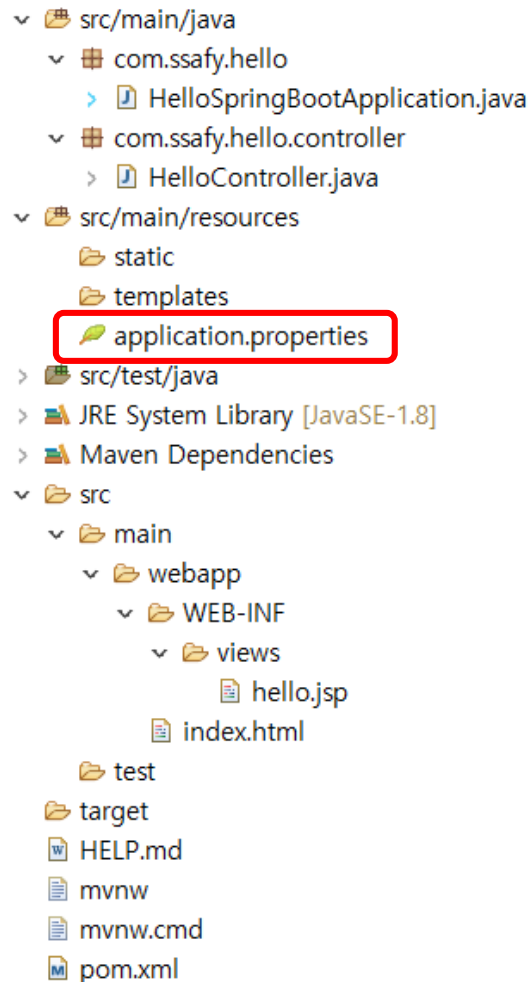 src/main/java
com.ssafy.hello
HelloSpringBootApplication.java
com.ssafy.hello.controller
HelloController.java
src/main/resources
static
templates
application.properties
src/test/java
JRE System Library [JavaSE-1.8]
Maven Dependencies
src
main
webapp
WEB-INF
views
hello.jsp
index.html
test
target
HELP.md
mvnw
mvnw.cmd
pom.xml